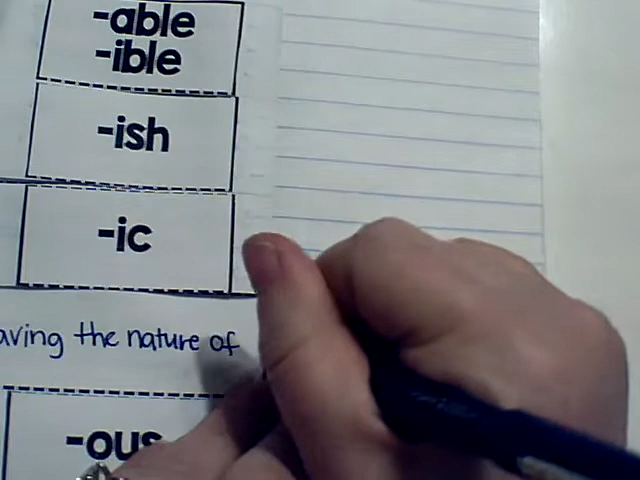 -able
-ible
-ish
-ic
aving the nature of
-ous